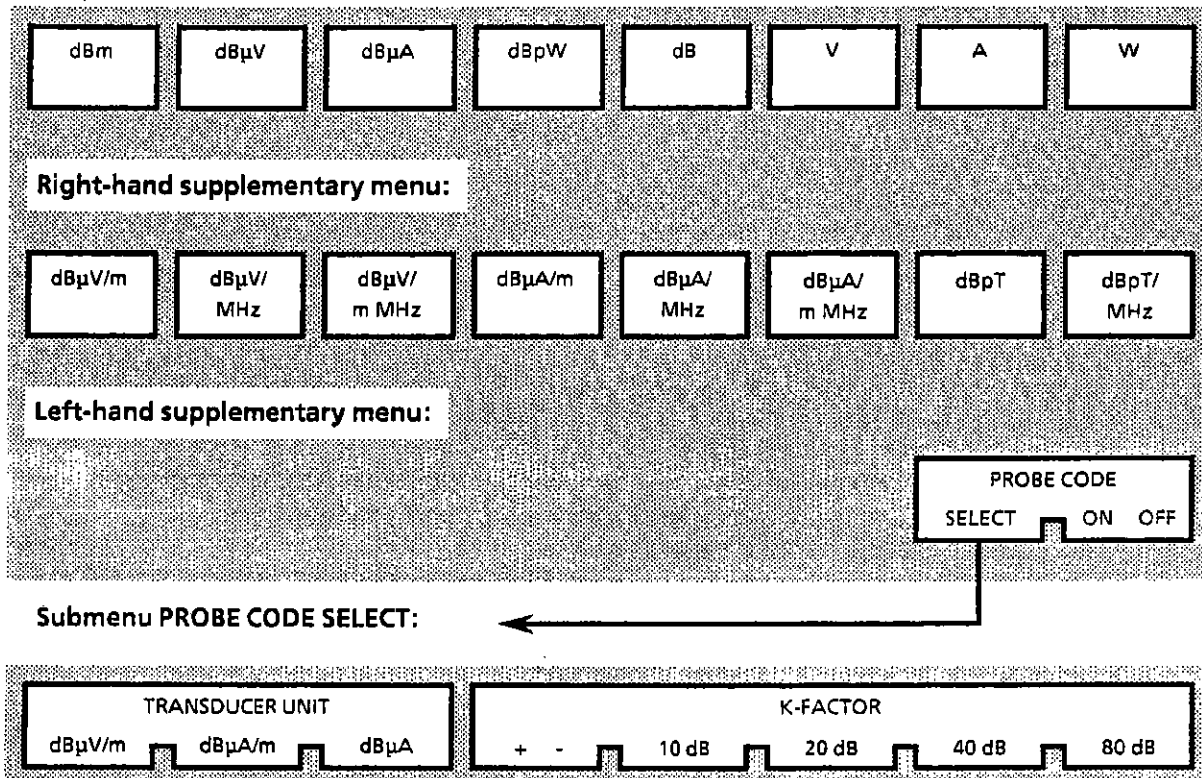 dBm dBµV dBµA dBpW dB V A W
Right-hand supplementary menu:
dBµV/m dBµV/ dBµV/ dBµA/m dBµA/ dBµA/ dBpT dBpT/
MHz m MHz MHz m MHz MHz
Left-hand supplementary menu:
PROBE CODE
SELECT ON OFF
Submenu PROBE CODE SELECT:
TRANSDUCER UNIT K-FACTOR
dBµV/m dBµA/m dBµA + - 10 dB 20 dB 40 dB 80 dB